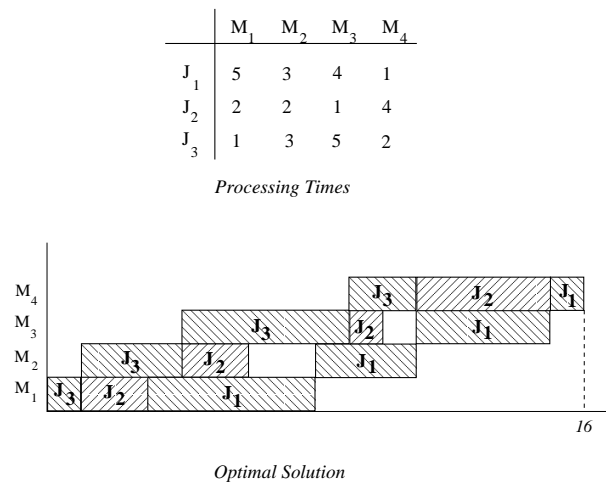 M1 M2 M3 M4
J1 5 3 4 1
J2 2 2 1 4
J3 1 3 5 2
Processing Times
M4 J3 J2 J1
M3 J3 J2 J1
M2 J3 J2 J1
M1 J3 J2 J1
16
Optimal Solution